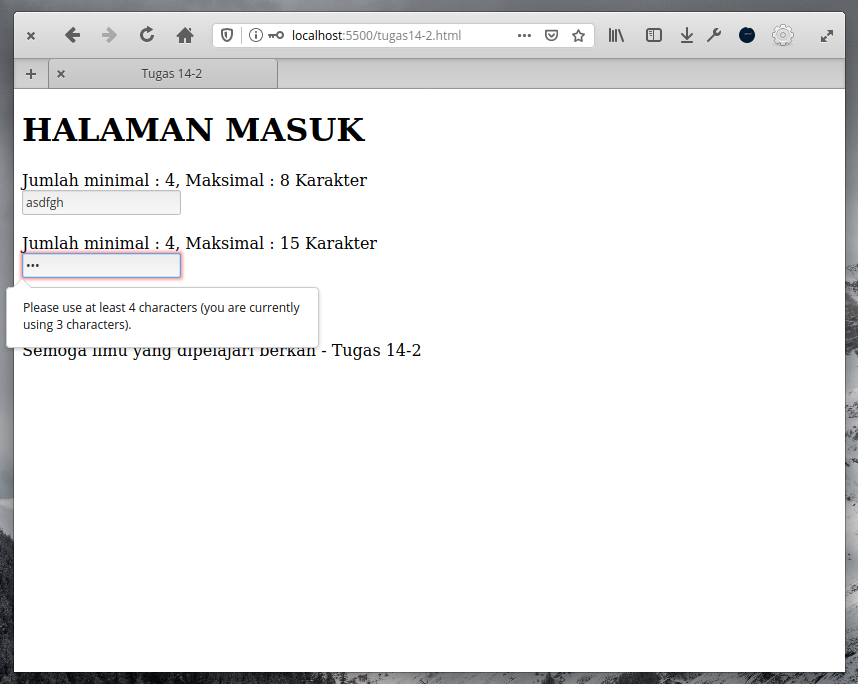 localhost:5500/tugas14-2.html
Tugas 14-2
HALAMAN MASUK
Jumlah minimal : 4, Maksimal : 8 Karakter
asdfgh
Jumlah minimal : 4, Maksimal : 15 Karakter
•••
Please use at least 4 characters (you are currently
using 3 characters).
Semoga ilmu yang dipelajari berkah - Tugas 14-2